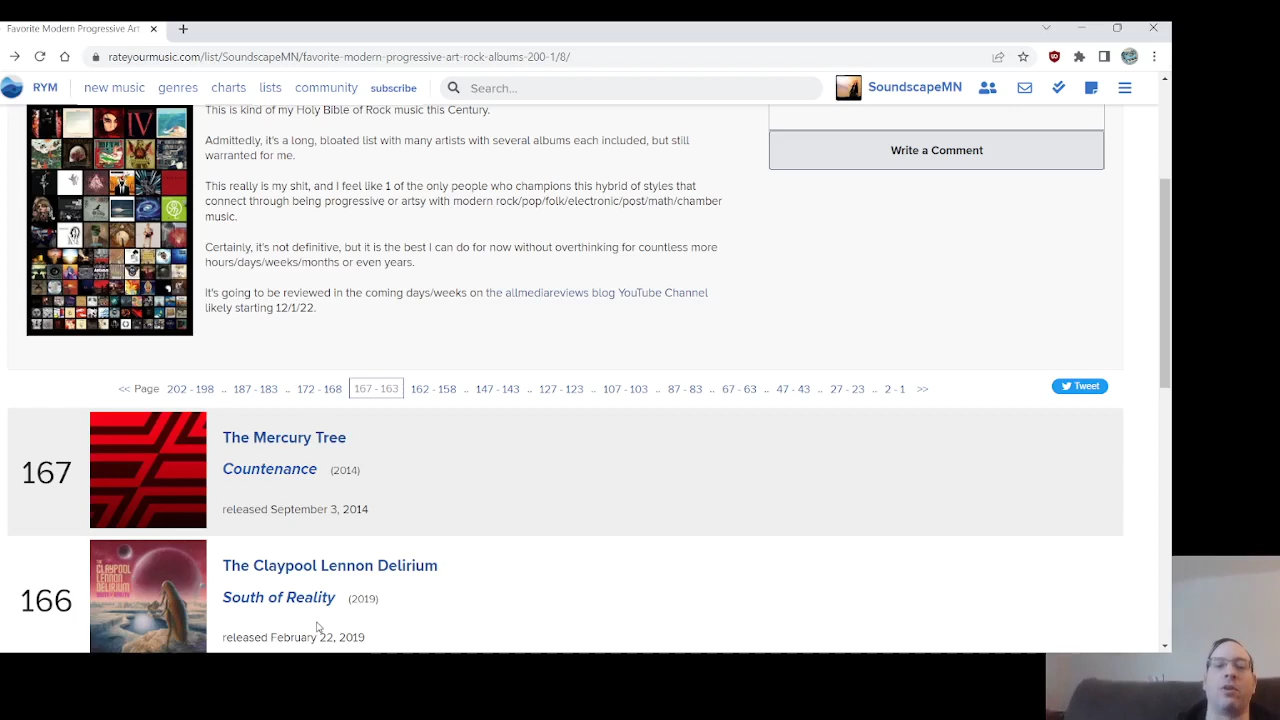 Favorite Modern Progressive Art
rateyourmusic.com/list/SoundscapeMN/favorite-modern-progressive-art-rock-albums-200-1/8/
RYM new music genres charts lists community subscribe Search... SoundscapeMN
This is kind of my Holy Bible of Rock music this Century.
Admittedly, it's a long, bloated list with many artists with several albums each included, but still
warranted for me.
Write a Comment
This really is my shit, and I feel like 1 of the only people who champions this hybrid of styles that
connect through being progressive or artsy with modern rock/pop/folk/electronic/post/math/chamber
music.
Certainly, it's not definitive, but it is the best I can do for now without overthinking for countless more
hours/days/weeks/months or even years.
It's going to be reviewed in the coming days/weeks on the allmediareviews blog YouTube Channel
likely starting 12/1/22.
<< Page 202 - 198 .. 187 - 183 .. 172 - 168 167 - 163 162 - 158 .. 147 - 143 .. 127 - 123 .. 107 - 103 .. 87 - 83 .. 67 - 63 .. 47 - 43 .. 27 - 23 .. 2 - 1 >>
Tweet
167
The Mercury Tree
Countenance (2014)
released September 3, 2014
166
THE CLAYPOOL LENNON DELIRIUM
The Claypool Lennon Delirium
South of Reality (2019)
released February 22, 2019